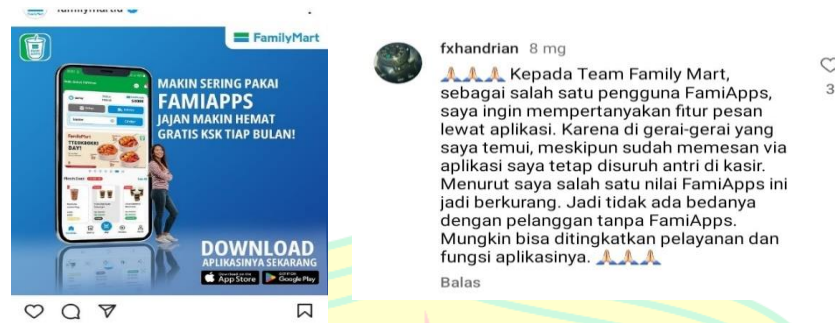 FamilyMart
MAKIN SERING PAKAI
FAMIAPPS
JAJAN MAKIN HEMAT
GRATIS KSK TIAP BULAN!
DOWNLOAD
APLIKASINYA SEKARANG
App Store
Google Play
fxhandrian 8 mg
🙏🙏🙏 Kepada Team Family Mart,
sebagai salah satu pengguna FamiApps,
saya ingin mempertanyakan fitur pesan
lewat aplikasi. Karena di gerai-gerai yang
saya temui, meskipun sudah memesan via
aplikasi saya tetap disuruh antri di kasir.
Menurut saya salah satu nilai FamiApps ini
jadi berkurang. Jadi tidak ada bedanya
dengan pelanggan tanpa FamiApps.
Mungkin bisa ditingkatkan pelayanan dan
fungsi aplikasinya. 🙏🙏🙏
Balas
3